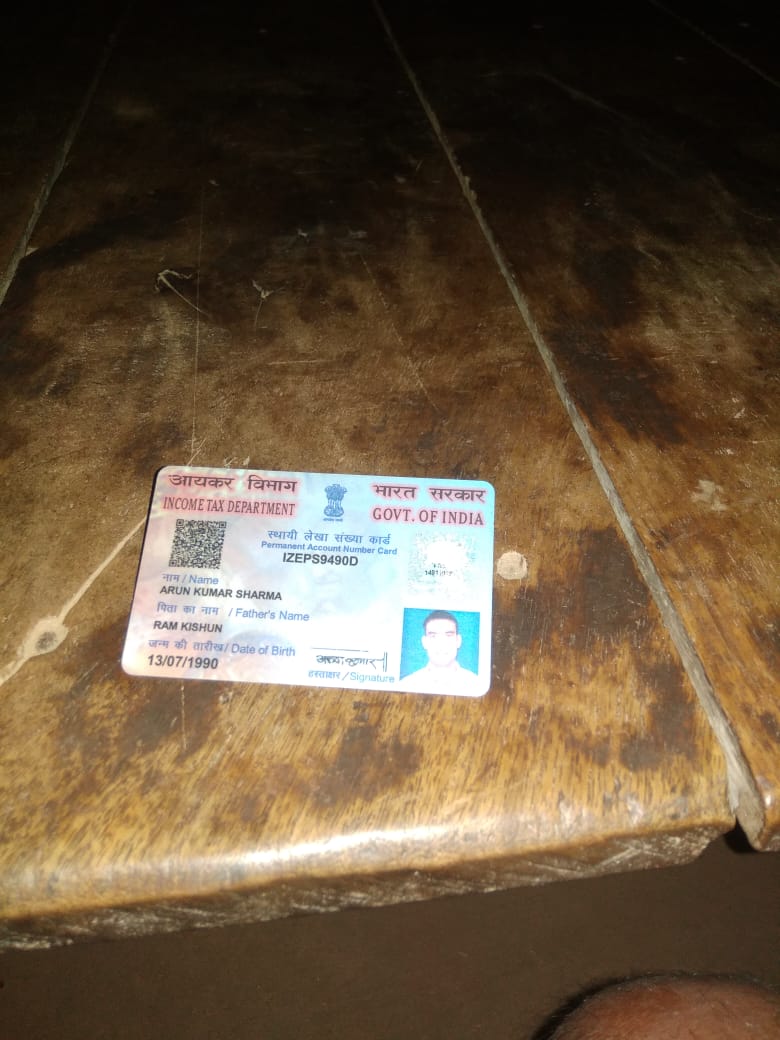 आयकर विभाग
INCOME TAX DEPARTMENT
भारत सरकार
GOVT. OF INDIA
स्थायी लेखा संख्या कार्ड
Permanent Account Number Card
IZEPS9490D
नाम / Name
ARUN KUMAR SHARMA
पिता का नाम / Father's Name
RAM KISHUN
जन्म की तारीख / Date of Birth
13/07/1990
हस्ताक्षर / Signature